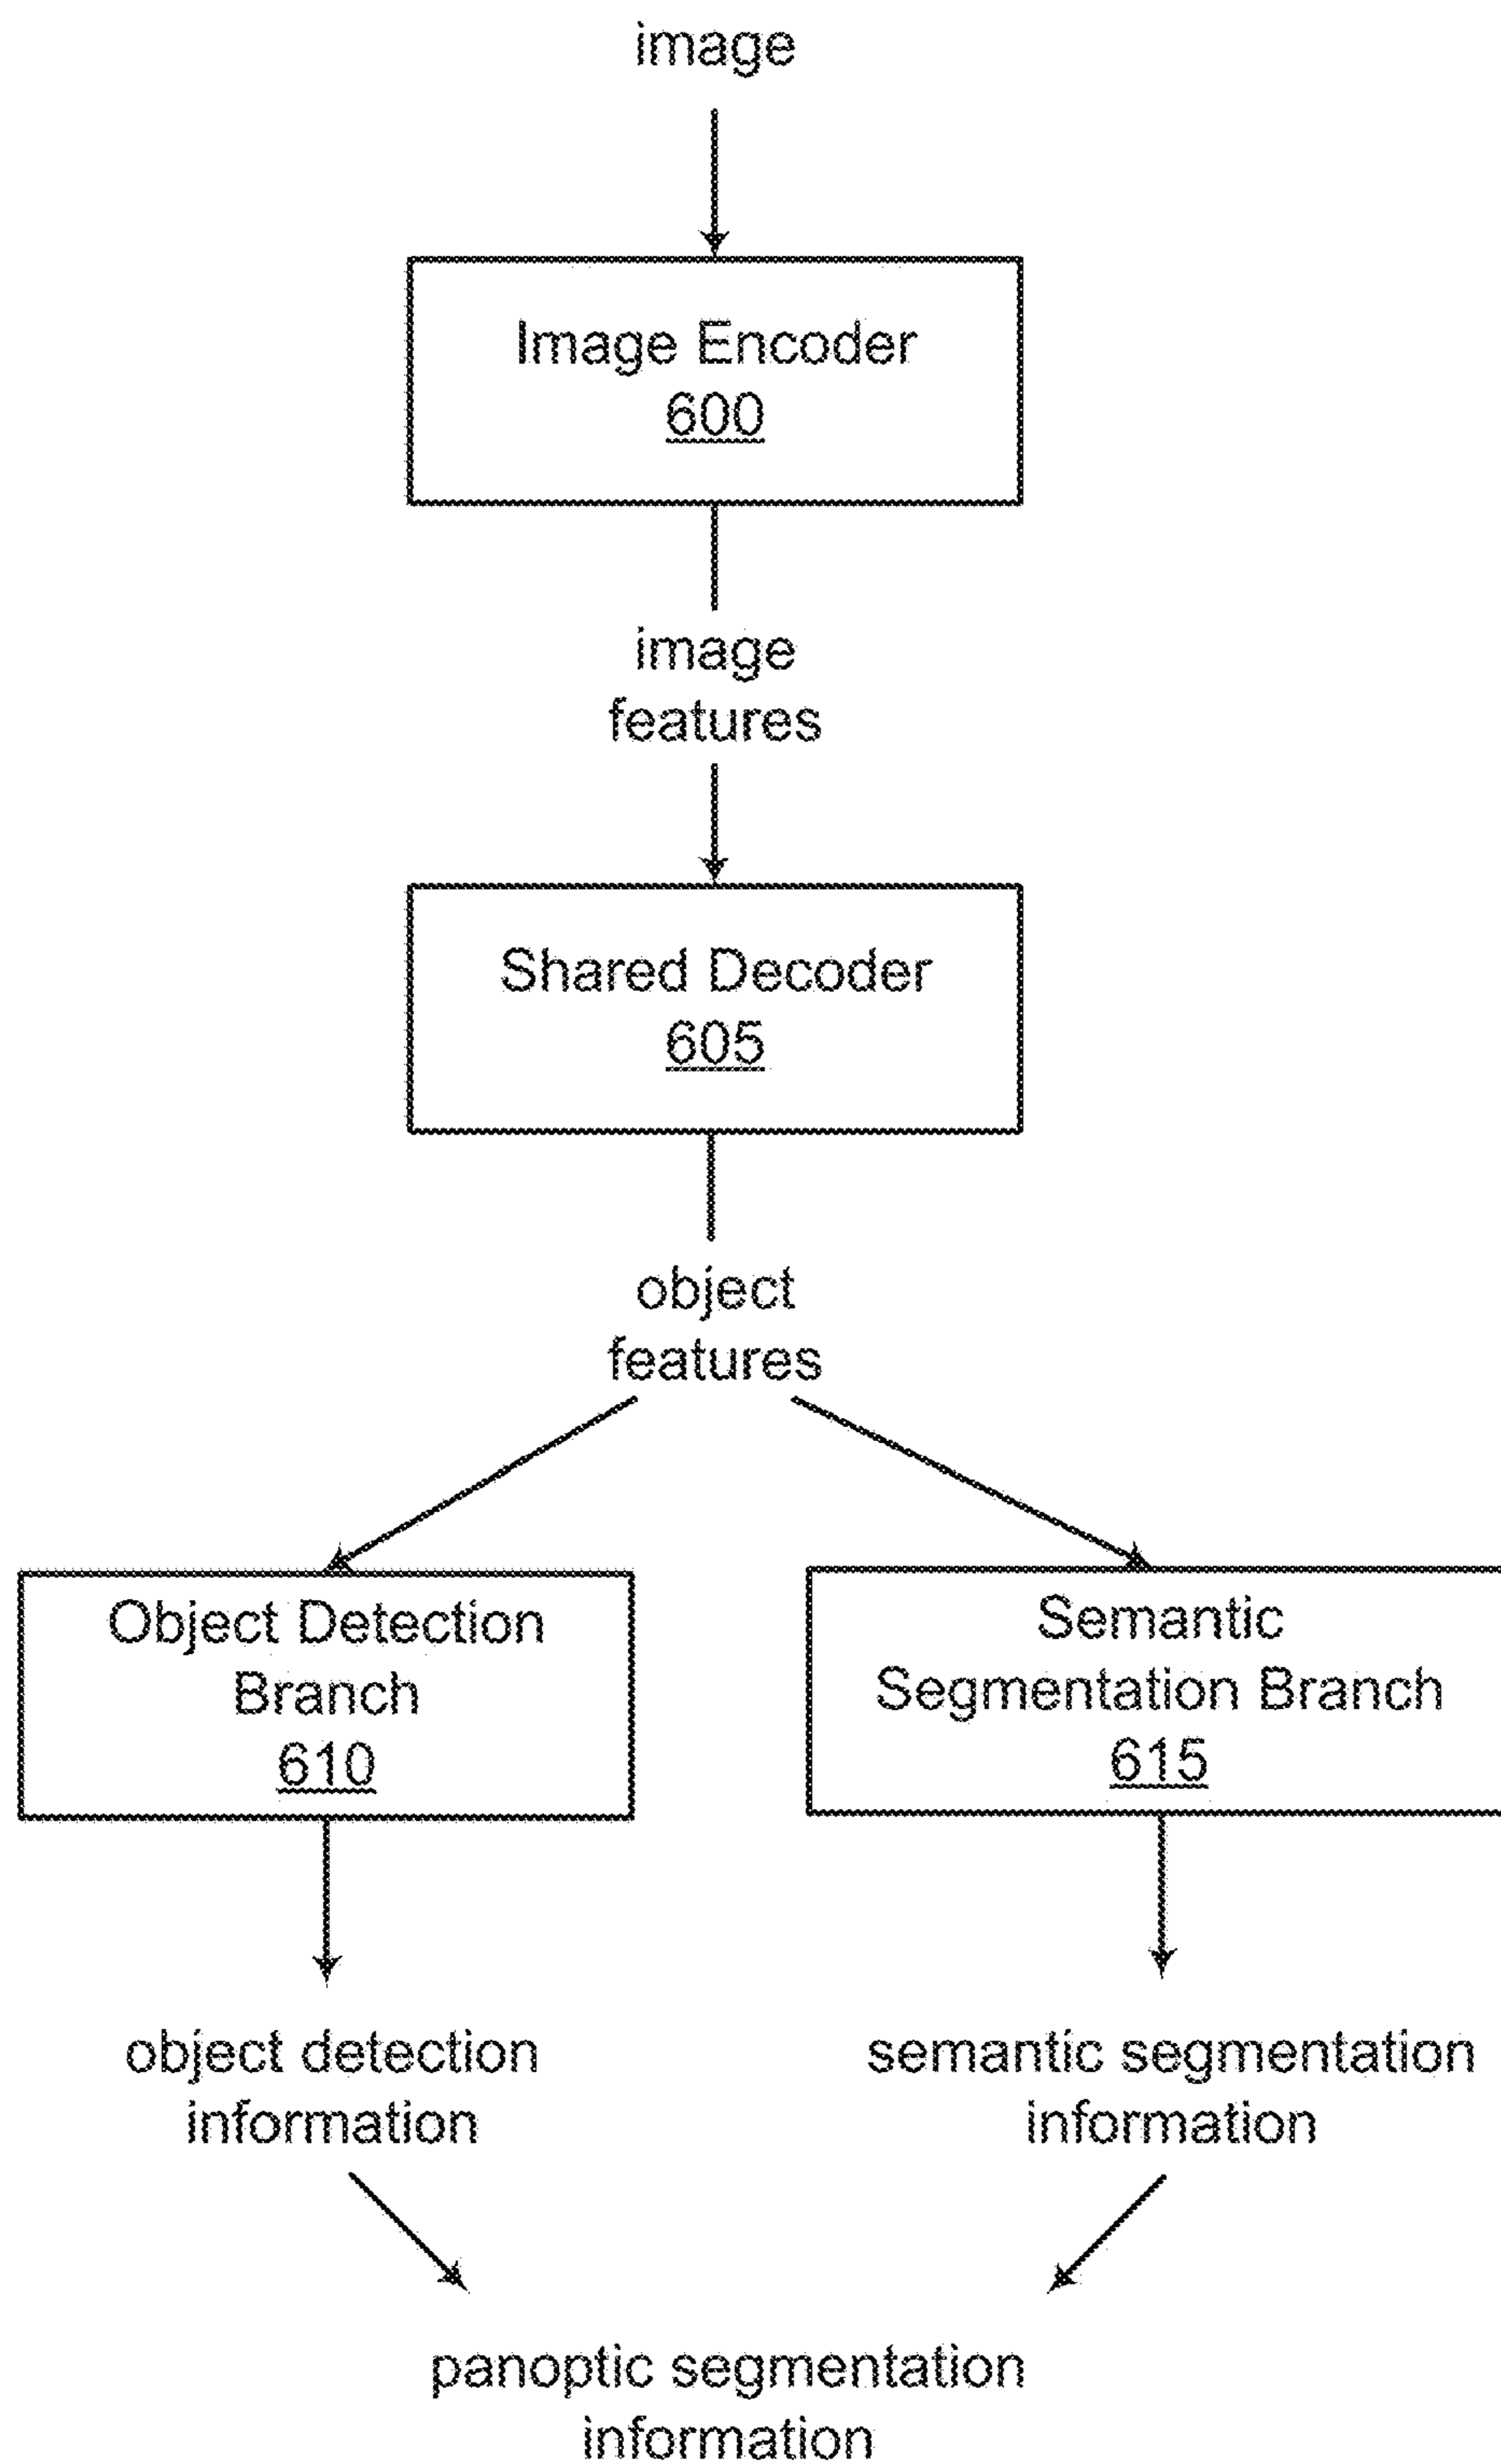 image
Image Encoder
600
image
features
Shared Decoder
605
object
features
Object Detection
Branch
610
Semantic
Segmentation Branch
615
object detection
information
semantic segmentation
information
panoptic segmentation
information